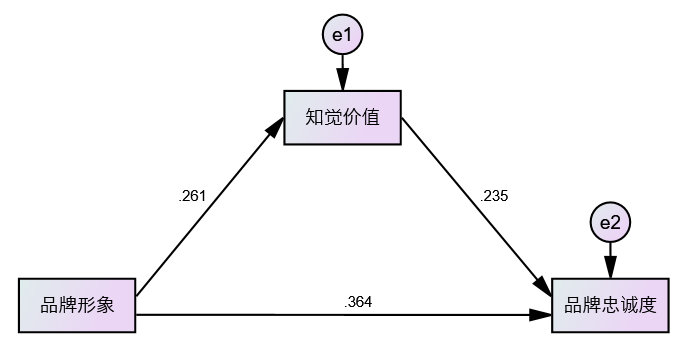 e1
知觉价值
.261
.235
e2
品牌形象
.364
品牌忠诚度